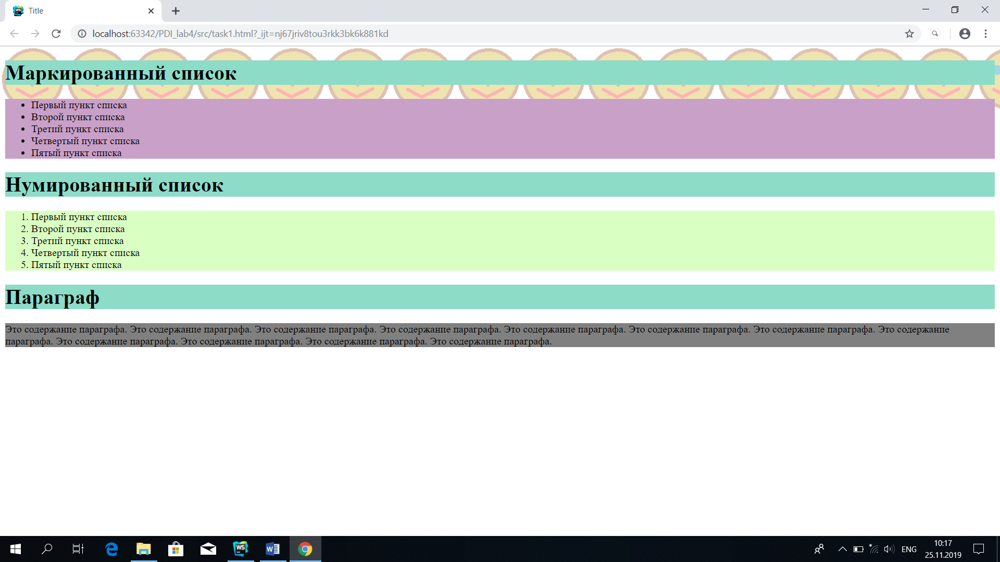 Title
localhost:63342/PDI_lab4/src/task1.html?_ijt=nj67jriv8tou3rkk3bk6k881kd
Маркированный список
Первый пункт списка
Второй пункт списка
Третий пункт списка
Четвертый пункт списка
Пятый пункт списка
Нумированный список
1. Первый пункт списка
2. Второй пункт списка
3. Третий пункт списка
4. Четвертый пункт списка
5. Пятый пункт списка
Параграф
Это содержание параграфа. Это содержание параграфа. Это содержание параграфа. Это содержание параграфа. Это содержание параграфа. Это содержание параграфа. Это содержание параграфа. Это содержание
параграфа. Это содержание параграфа. Это содержание параграфа. Это содержание параграфа. Это содержание параграфа.
WS
ENG
10:17
25.11.2019